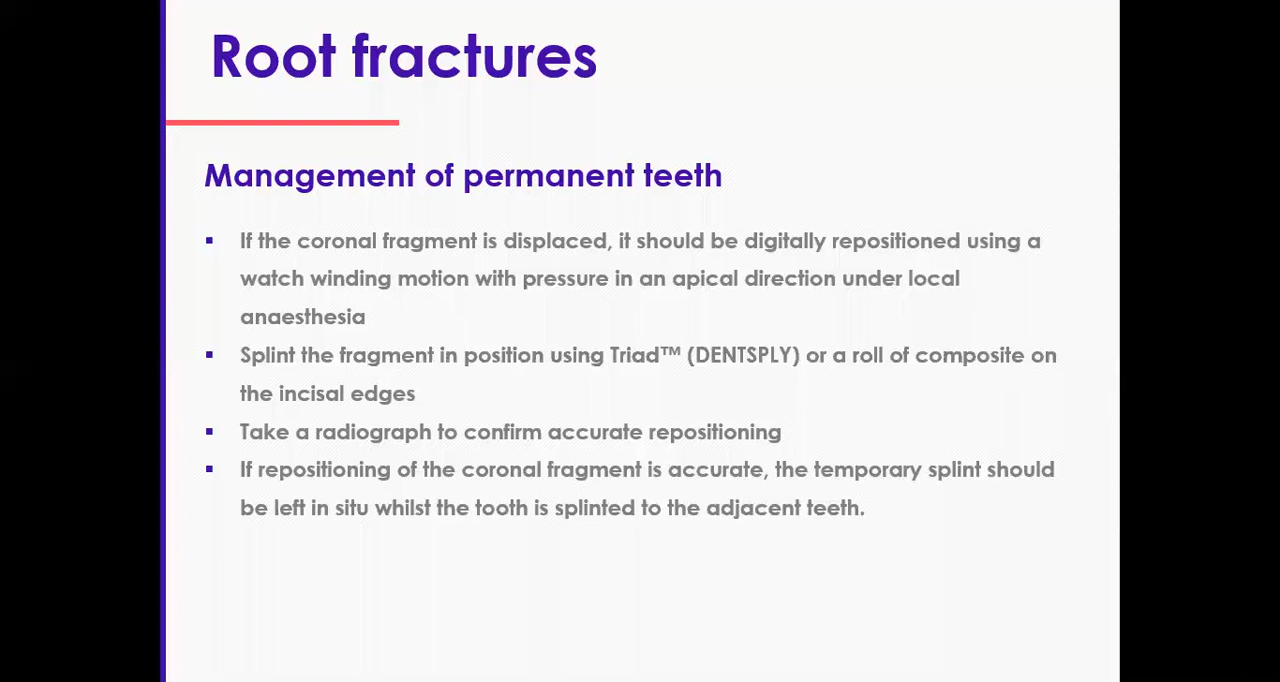 Root fractures
Management of permanent teeth
▪ If the coronal fragment is displaced, it should be digitally repositioned using a
watch winding motion with pressure in an apical direction under local
anaesthesia
▪ Splint the fragment in position using Triad™ (DENTSPLY) or a roll of composite on
the incisal edges
▪ Take a radiograph to confirm accurate repositioning
▪ If repositioning of the coronal fragment is accurate, the temporary splint should
be left in situ whilst the tooth is splinted to the adjacent teeth.